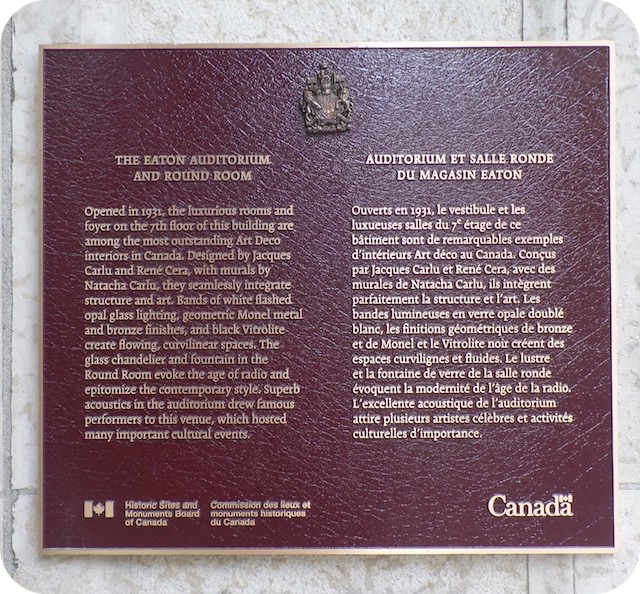 THE EATON AUDITORIUM
AND ROUND ROOM
Opened in 1931, the luxurious rooms and
foyer on the 7th floor of this building are
among the most outstanding Art Deco
interiors in Canada. Designed by Jacques
Carlu and René Cera, with murals by
Natacha Carlu, they seamlessly integrate
structure and art. Bands of white flashed
opal glass lighting, geometric Monel metal
and bronze finishes, and black Vitrolite
create flowing, curvilinear spaces. The
glass chandelier and fountain in the
Round Room evoke the age of radio and
epitomize the contemporary style. Superb
acoustics in the auditorium drew famous
performers to this venue, which hosted
many important cultural events.
AUDITORIUM ET SALLE RONDE
DU MAGASIN EATON
Ouverts en 1931, le vestibule et les
luxueuses salles du 7e étage de ce
bâtiment sont de remarquables exemples
d'intérieurs Art déco au Canada. Conçus
par Jacques Carlu et René Cera, avec des
murales de Natacha Carlu, ils intègrent
parfaitement la structure et l'art. Les
bandes lumineuses en verre opale doublé
blanc, les finitions géométriques de bronze
et de Monel et le Vitrolite noir créent des
espaces curvilignes et fluides. Le lustre
et la fontaine de verre de la salle ronde
évoquent la modernité de l'âge de la radio.
L'excellente acoustique de l'auditorium
attire plusieurs artistes célèbres et activités
culturelles d'importance.
Historic Sites and
Monuments Board
of Canada
Commission des lieux et
monuments historiques
du Canada
Canada